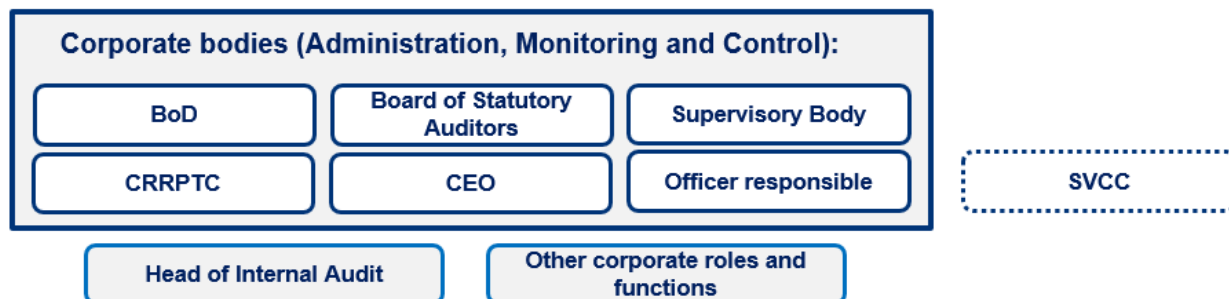 Corporate bodies (Administration, Monitoring and Control):
BoD
Board of Statutory
Auditors
Supervisory Body
CRRPTC
CEO
Officer responsible
SVCC
Head of Internal Audit
Other corporate roles and
functions